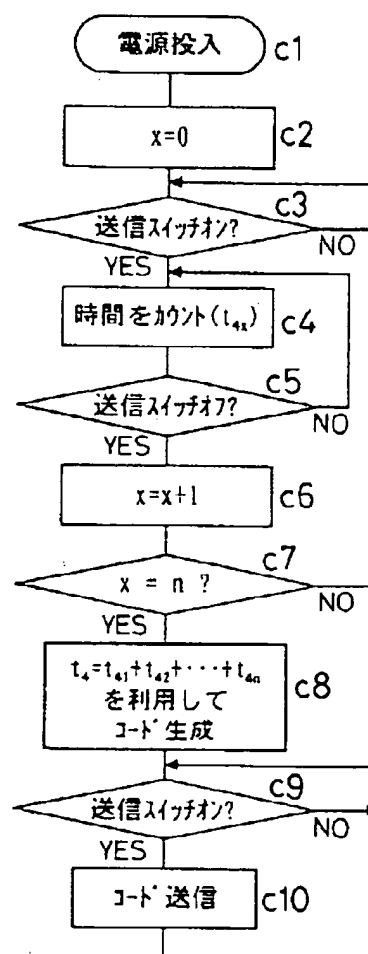 電源投入 c1
x=0 c2
c3
送信スイッチオン?
YES NO
時間をカウント(t4x) c4
c5
送信スイッチオフ?
YES NO
x=x+1 c6
c7
x = n ?
YES NO
t4=t41+t42+・・・+t4n
を利用して c8
コード生成
c9
送信スイッチオン?
YES NO
コード送信 c10